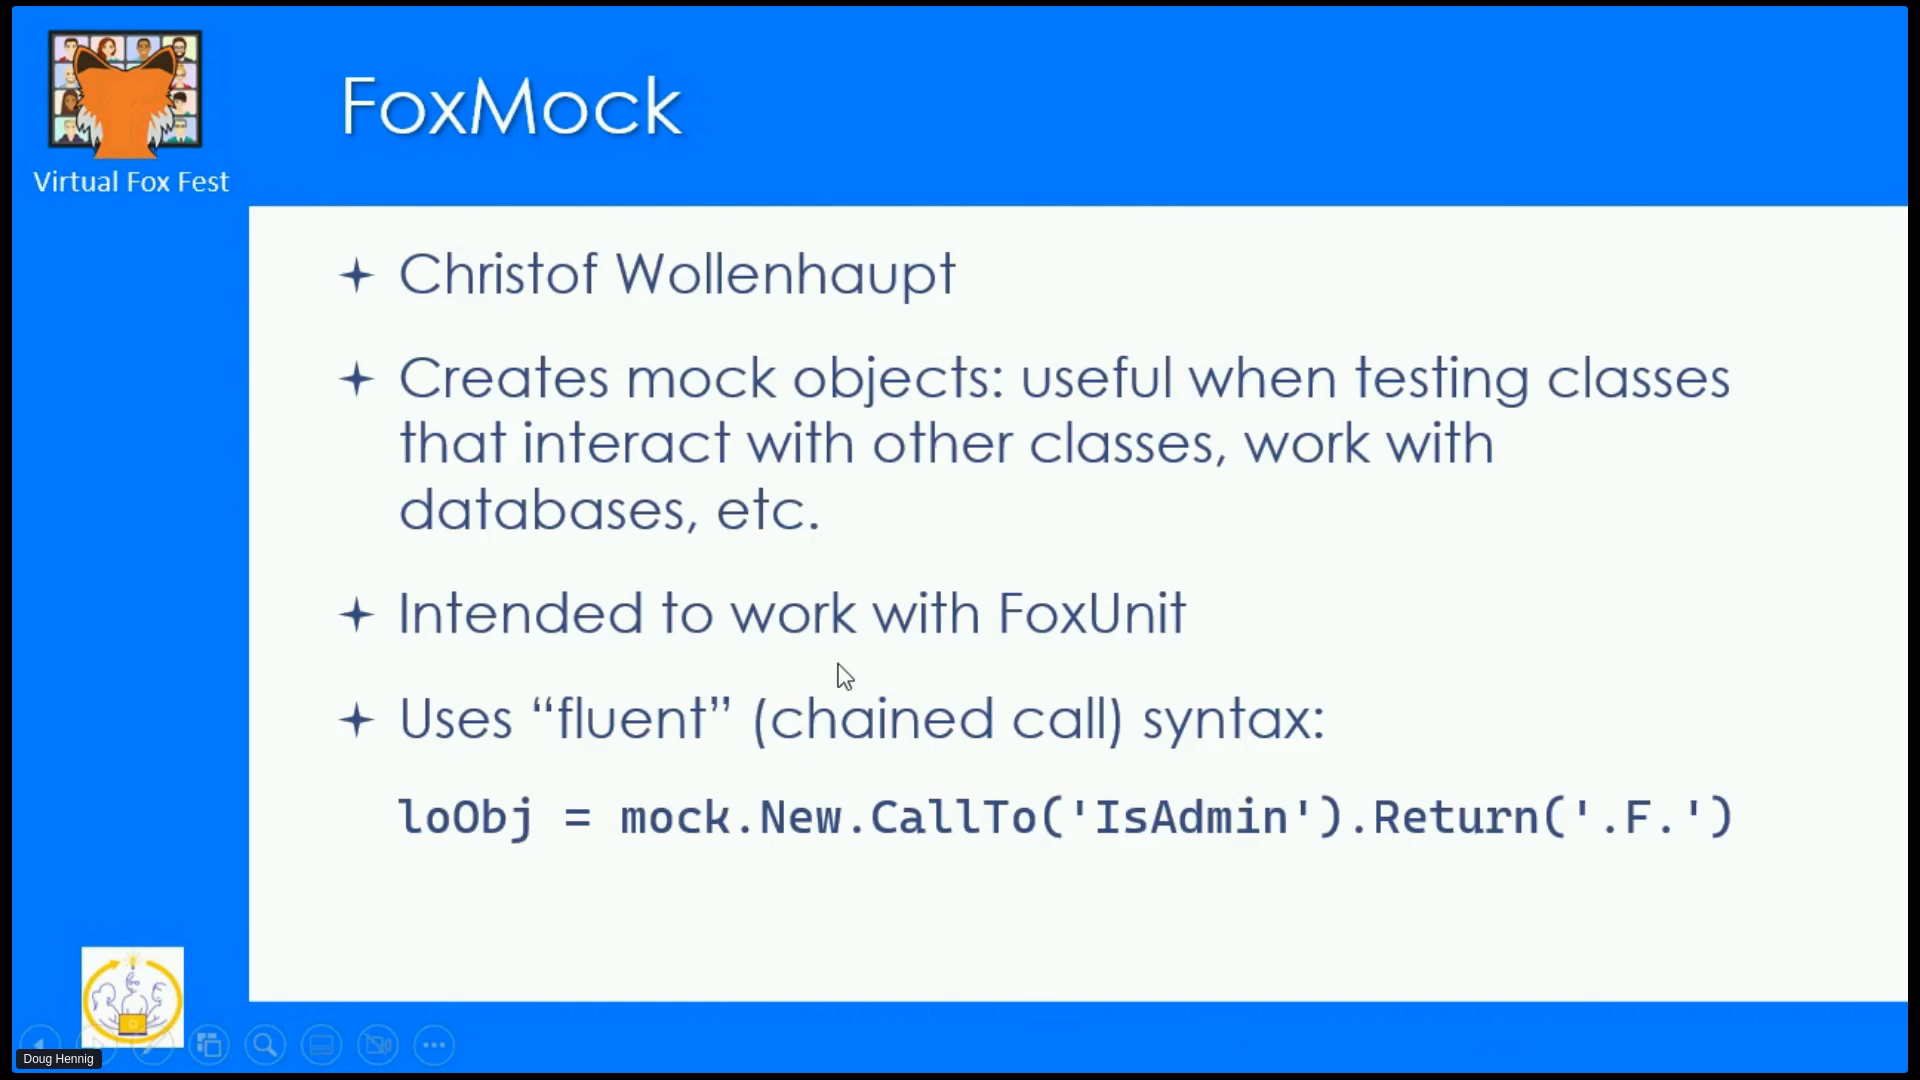 Virtual Fox Fest
FoxMock
Christof Wollenhaupt
Creates mock objects: useful when testing classes
that interact with other classes, work with
databases, etc.
Intended to work with FoxUnit
Uses “fluent” (chained call) syntax:
loObj = mock.New.CallTo('IsAdmin').Return('.F.')
Doug Hennig